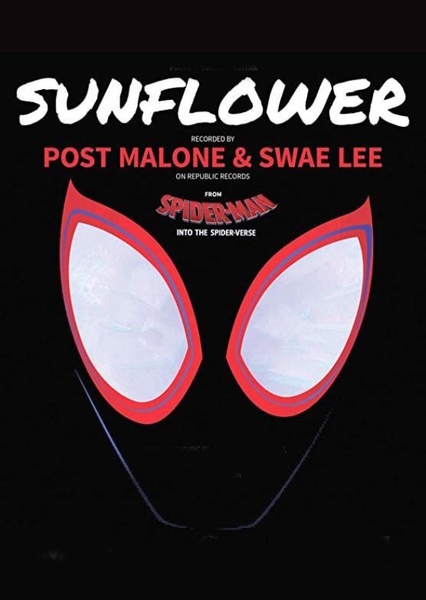 SUNFLOWER
RECORDED BY
POST MALONE & SWAE LEE
ON REPUBLIC RECORDS
FROM
SPIDER-MAN
INTO THE SPIDER-VERSE